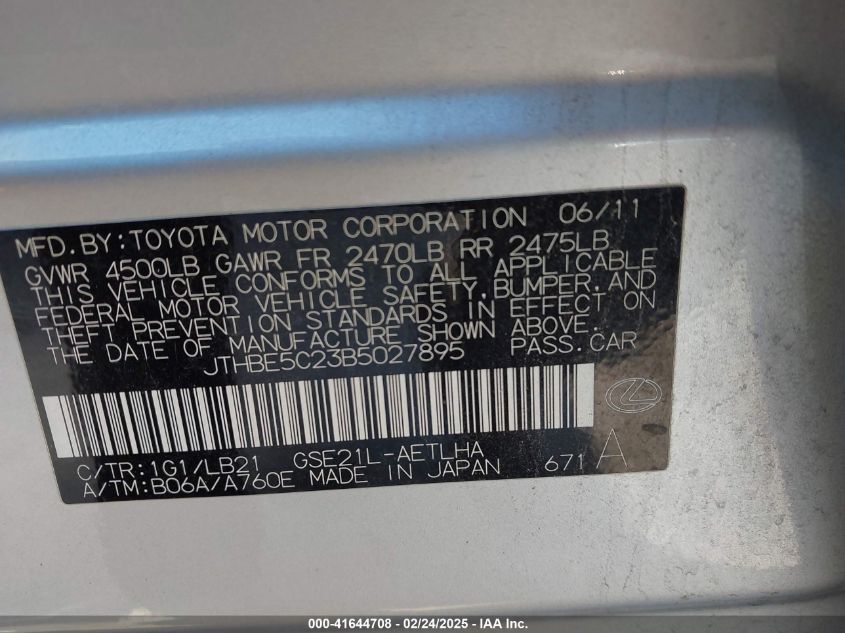 MFD.BY:TOYOTA MOTOR CORPORATION 06/11
GVWR 4500LB GAWR FR 2470LB RR 2475LB
THIS VEHICLE CONFORMS TO ALL APPLICABLE
FEDERAL MOTOR VEHICLE SAFETY,BUMPER,AND
THEFT PREVENTION STANDARDS IN EFFECT ON
THE DATE OF MANUFACTURE SHOWN ABOVE.
JTHBE5C23B5027895 PASS.CAR
C/TR:1G1/LB21 GSE21L-AETLHA
A/TM:B06A/A760E MADE IN JAPAN 671 A
000-41644708 - 02/24/2025 - IAA Inc.